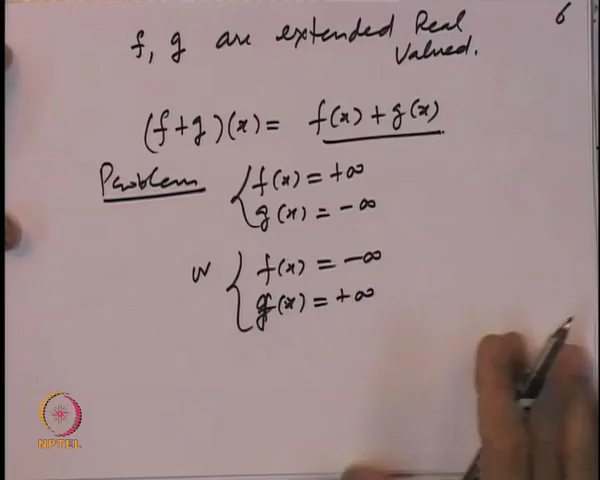 6
f, g are extended Real
Valued.
(f+g)(x) = f(x) + g(x)
Problem { f(x) = +∞
g(x) = -∞
or { f(x) = -∞
g(x) = +∞
NPTEL